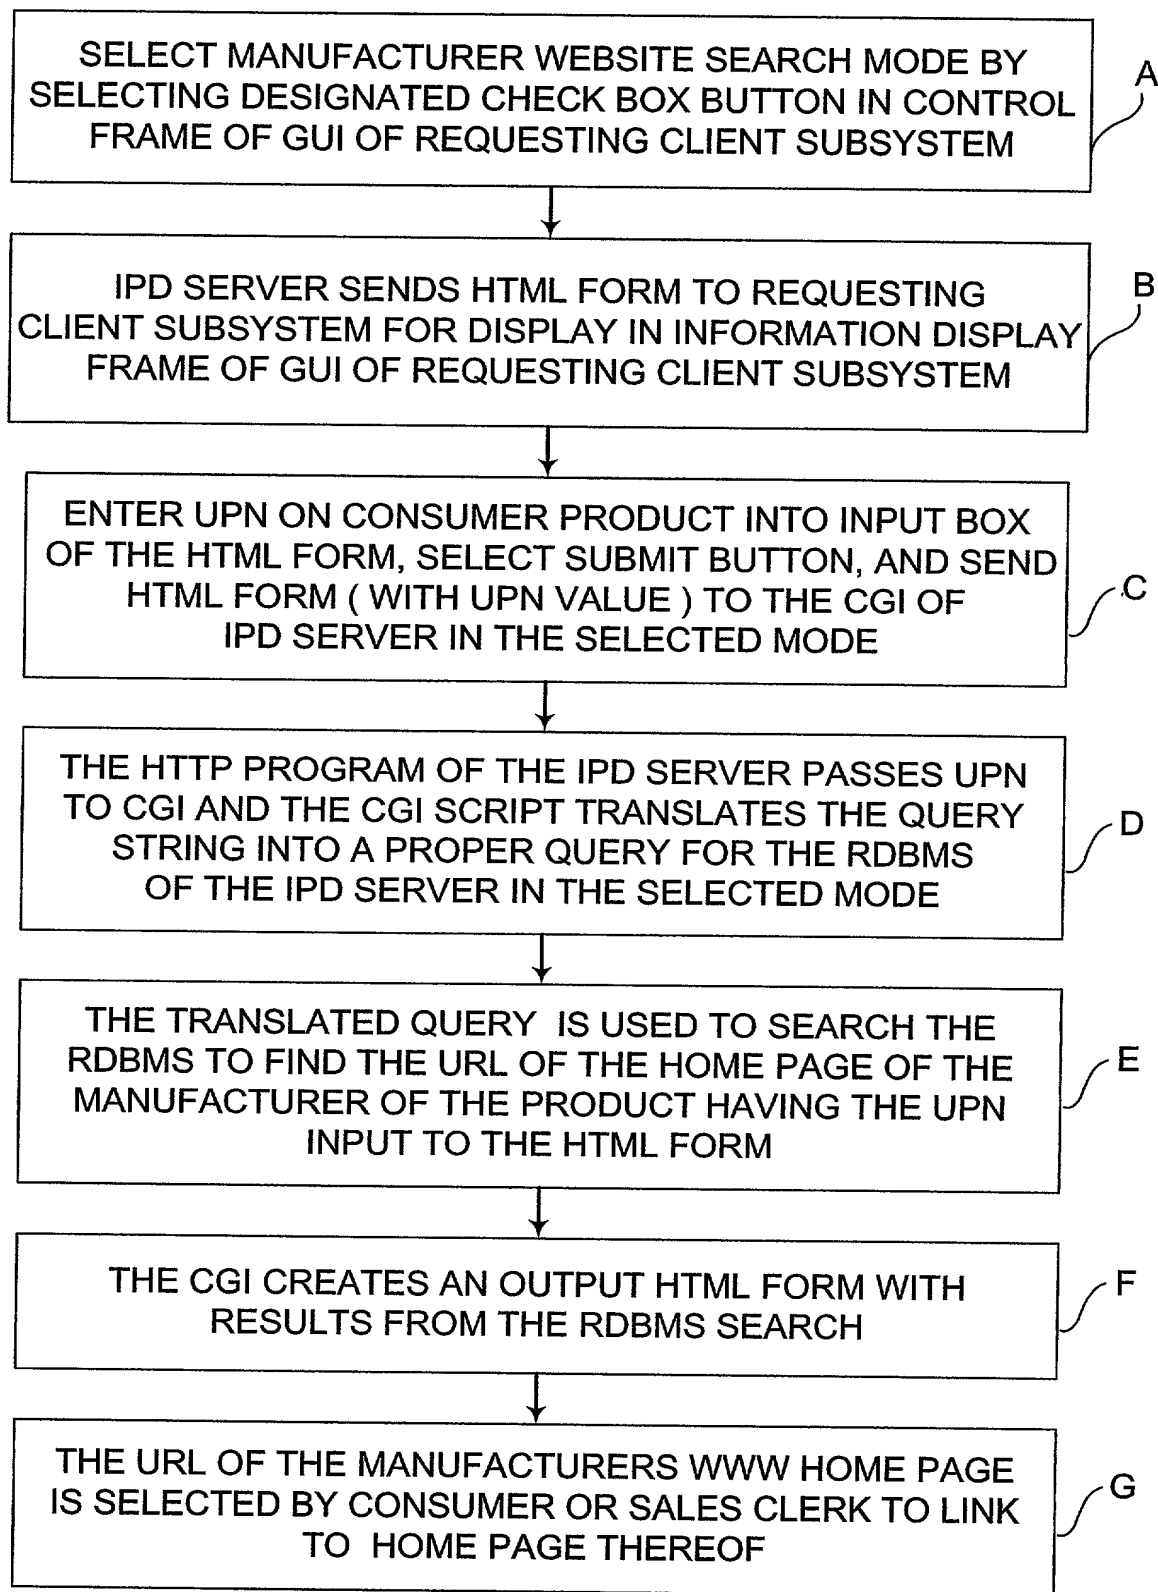 SELECT MANUFACTURER WEBSITE SEARCH MODE BY
SELECTING DESIGNATED CHECK BOX BUTTON IN CONTROL
FRAME OF GUI OF REQUESTING CLIENT SUBSYSTEM
A
IPD SERVER SENDS HTML FORM TO REQUESTING
CLIENT SUBSYSTEM FOR DISPLAY IN INFORMATION DISPLAY
FRAME OF GUI OF REQUESTING CLIENT SUBSYSTEM
B
ENTER UPN ON CONSUMER PRODUCT INTO INPUT BOX
OF THE HTML FORM, SELECT SUBMIT BUTTON, AND SEND
HTML FORM ( WITH UPN VALUE ) TO THE CGI OF
IPD SERVER IN THE SELECTED MODE
C
THE HTTP PROGRAM OF THE IPD SERVER PASSES UPN
TO CGI AND THE CGI SCRIPT TRANSLATES THE QUERY
STRING INTO A PROPER QUERY FOR THE RDBMS
OF THE IPD SERVER IN THE SELECTED MODE
D
THE TRANSLATED QUERY IS USED TO SEARCH THE
RDBMS TO FIND THE URL OF THE HOME PAGE OF THE
MANUFACTURER OF THE PRODUCT HAVING THE UPN
INPUT TO THE HTML FORM
E
THE CGI CREATES AN OUTPUT HTML FORM WITH
RESULTS FROM THE RDBMS SEARCH
F
THE URL OF THE MANUFACTURERS WWW HOME PAGE
IS SELECTED BY CONSUMER OR SALES CLERK TO LINK
TO HOME PAGE THEREOF
G